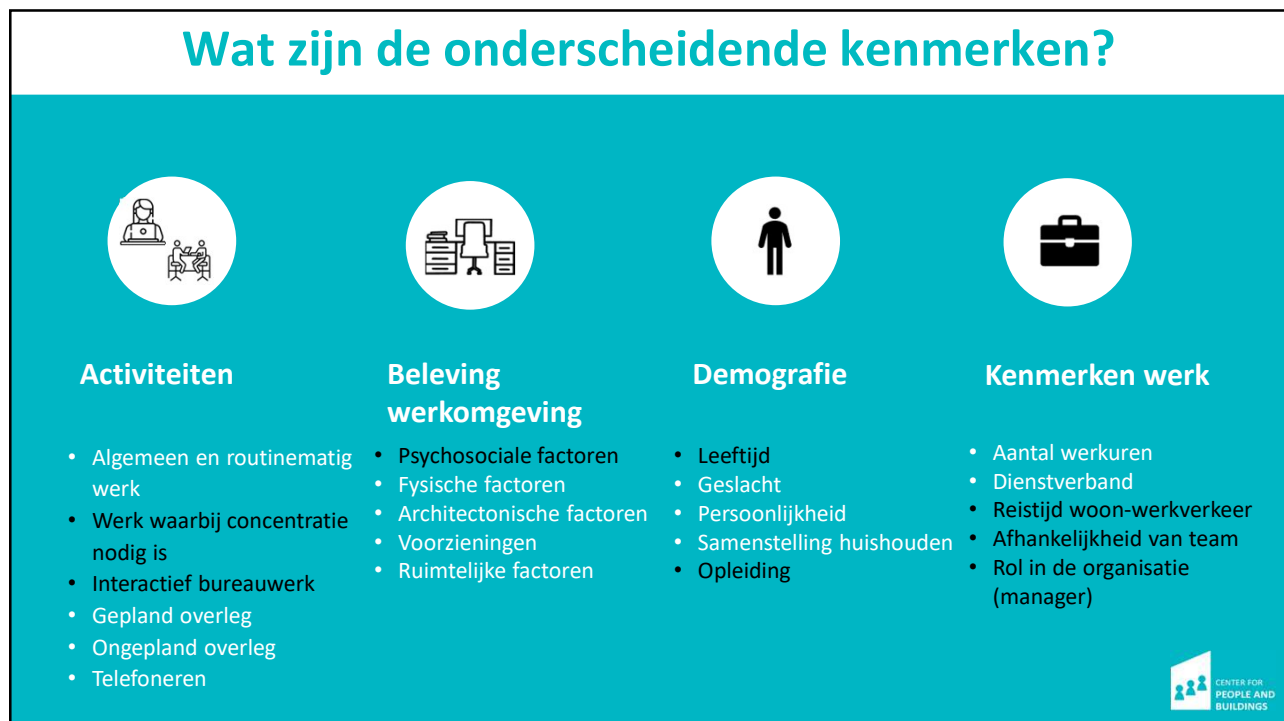 Wat zijn de onderscheidende kenmerken?
Activiteiten
• Algemeen en routinematig
werk
• Werk waarbij concentratie
nodig is
• Interactief bureauwerk
• Gepland overleg
• Ongepland overleg
• Telefoneren
Beleving
werkomgeving
• Psychosociale factoren
• Fysische factoren
• Architectonische factoren
• Voorzieningen
• Ruimtelijke factoren
Demografie
• Leeftijd
• Geslacht
• Persoonlijkheid
• Samenstelling huishouden
• Opleiding
Kenmerken werk
• Aantal werkuren
• Dienstverband
• Reistijd woon-werkverkeer
• Afhankelijkheid van team
• Rol in de organisatie
(manager)
CENTER FOR
PEOPLE AND
BUILDINGS